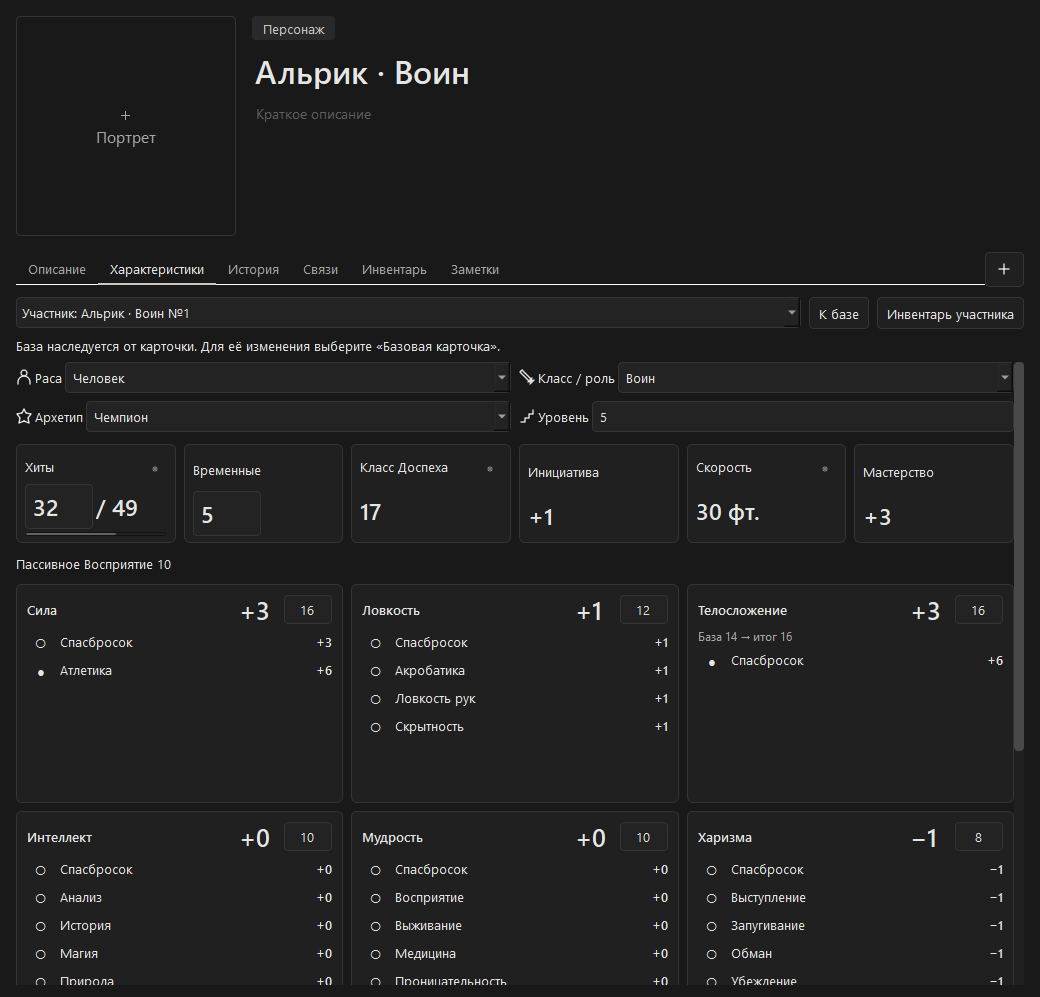 Персонаж
Альрик · Воин
Краткое описание
+
Портрет
Описание Характеристики История Связи Инвентарь Заметки +
Участник: Альрик · Воин №1 К базе Инвентарь участника
База наследуется от карточки. Для её изменения выберите «Базовая карточка».
Раса Человек Класс / роль Воин
Архетип Чемпион Уровень 5
Хиты Временные Класс Доспеха Инициатива Скорость Мастерство
32 / 49 5 17 +1 30 фт. +3
Пассивное Восприятие 10
Сила +3 16
Спасбросок +3
Атлетика +6
Ловкость +1 12
Спасбросок +1
Акробатика +1
Ловкость рук +1
Скрытность +1
Телосложение +3 16
База 14 → итог 16
Спасбросок +6
Интеллект +0 10
Спасбросок +0
Анализ +0
История +0
Магия +0
Природа +0
Мудрость +0 10
Спасбросок +0
Восприятие +0
Выживание +0
Медицина +0
Проницательность +0
Харизма −1 8
Спасбросок −1
Выступление −1
Запугивание −1
Обман −1
Убеждение −1